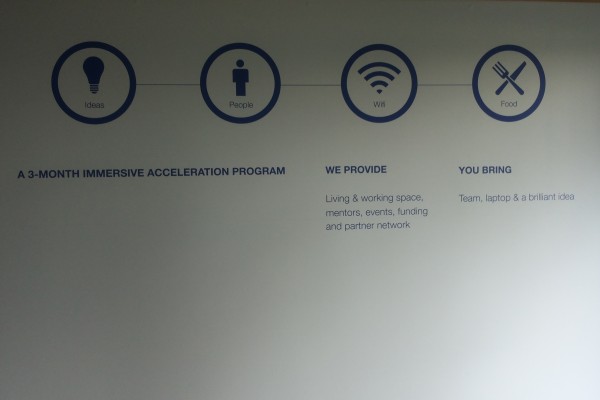 Ideas
People
Wifi
Food
A 3-MONTH IMMERSIVE ACCELERATION PROGRAM
WE PROVIDE
Living & working space,
mentors, events, funding
and partner network
YOU BRING
Team, laptop & a brilliant idea